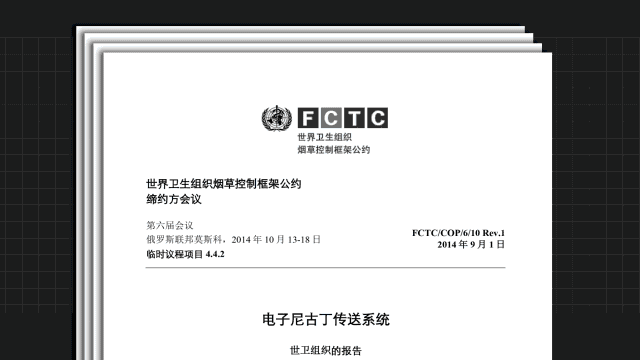 FCTC
世界卫生组织
烟草控制框架公约
世界卫生组织烟草控制框架公约
缔约方会议
第六届会议
俄罗斯联邦莫斯科，2014 年 10 月 13-18 日
临时议程项目 4.4.2
FCTC/COP/6/10 Rev.1
2014 年 9 月 1 日
电子尼古丁传送系统
世卫组织的报告